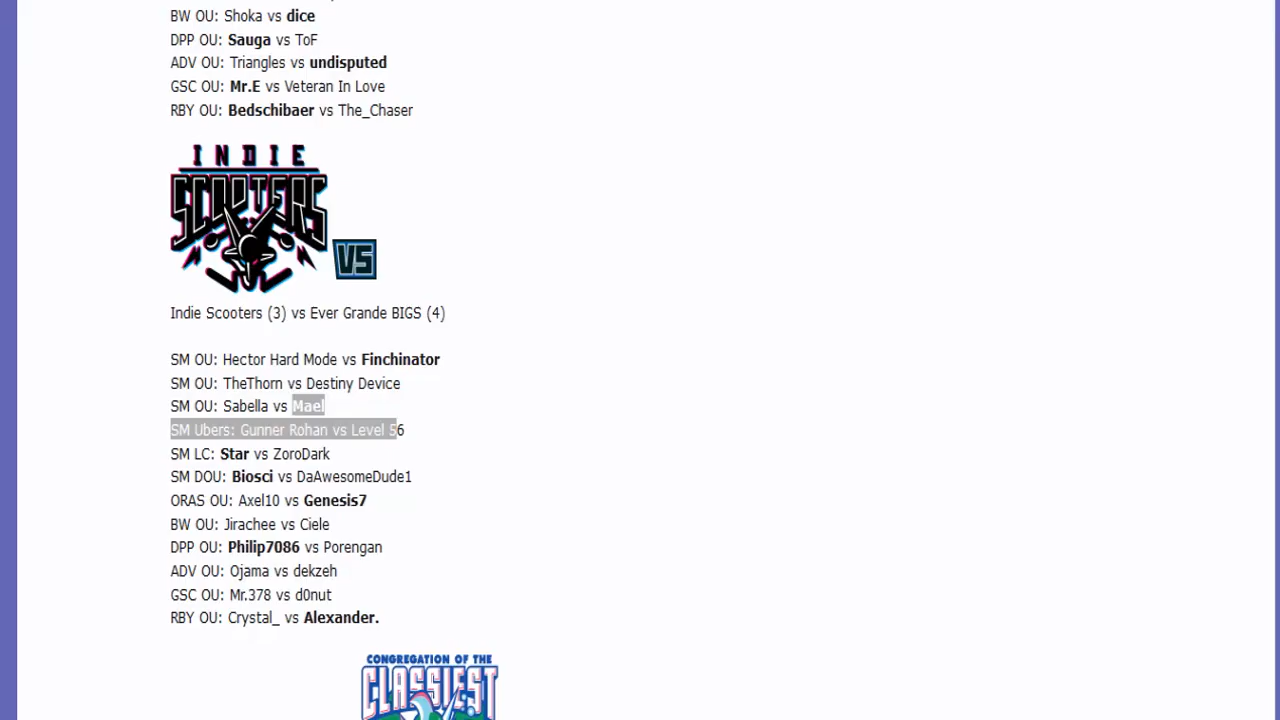 BW OU: Shoka vs dice
DPP OU: Sauga vs ToF
ADV OU: Triangles vs undisputed
GSC OU: Mr.E vs Veteran In Love
RBY OU: Bedschibaer vs The_Chaser
INDIE
SCOOTERS
VS
Indie Scooters (3) vs Ever Grande BIGS (4)
SM OU: Hector Hard Mode vs Finchinator
SM OU: TheThorn vs Destiny Device
SM OU: Sabella vs Mael
SM Ubers: Gunner Rohan vs Level 56
SM LC: Star vs ZoroDark
SM DOU: Biosci vs DaAwesomeDude1
ORAS OU: Axel10 vs Genesis7
BW OU: Jirachee vs Ciele
DPP OU: Philip7086 vs Porengan
ADV OU: Ojama vs dekzeh
GSC OU: Mr.378 vs d0nut
RBY OU: Crystal_ vs Alexander.
CONGREGATION OF THE
CLASSIEST